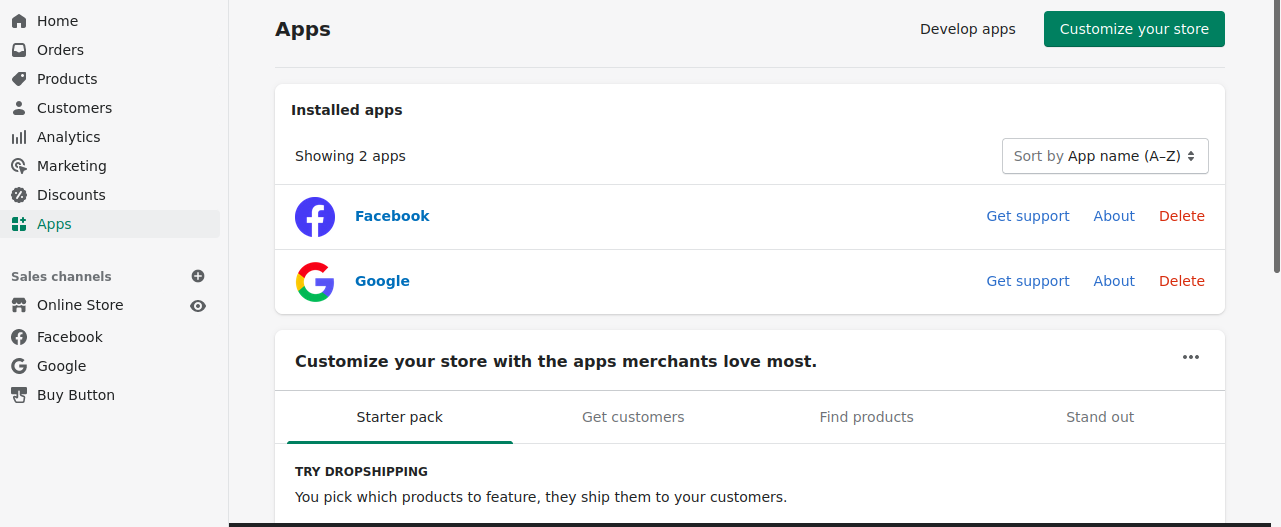 Home
Orders
Products
Customers
Analytics
Marketing
Discounts
Apps
Sales channels
Online Store
Facebook
Google
Buy Button
Apps
Develop apps
Customize your store
Installed apps
Showing 2 apps
Sort by App name (A–Z)
Facebook
Get support
About
Delete
Google
Get support
About
Delete
Customize your store with the apps merchants love most.
Starter pack
Get customers
Find products
Stand out
TRY DROPSHIPPING
You pick which products to feature, they ship them to your customers.